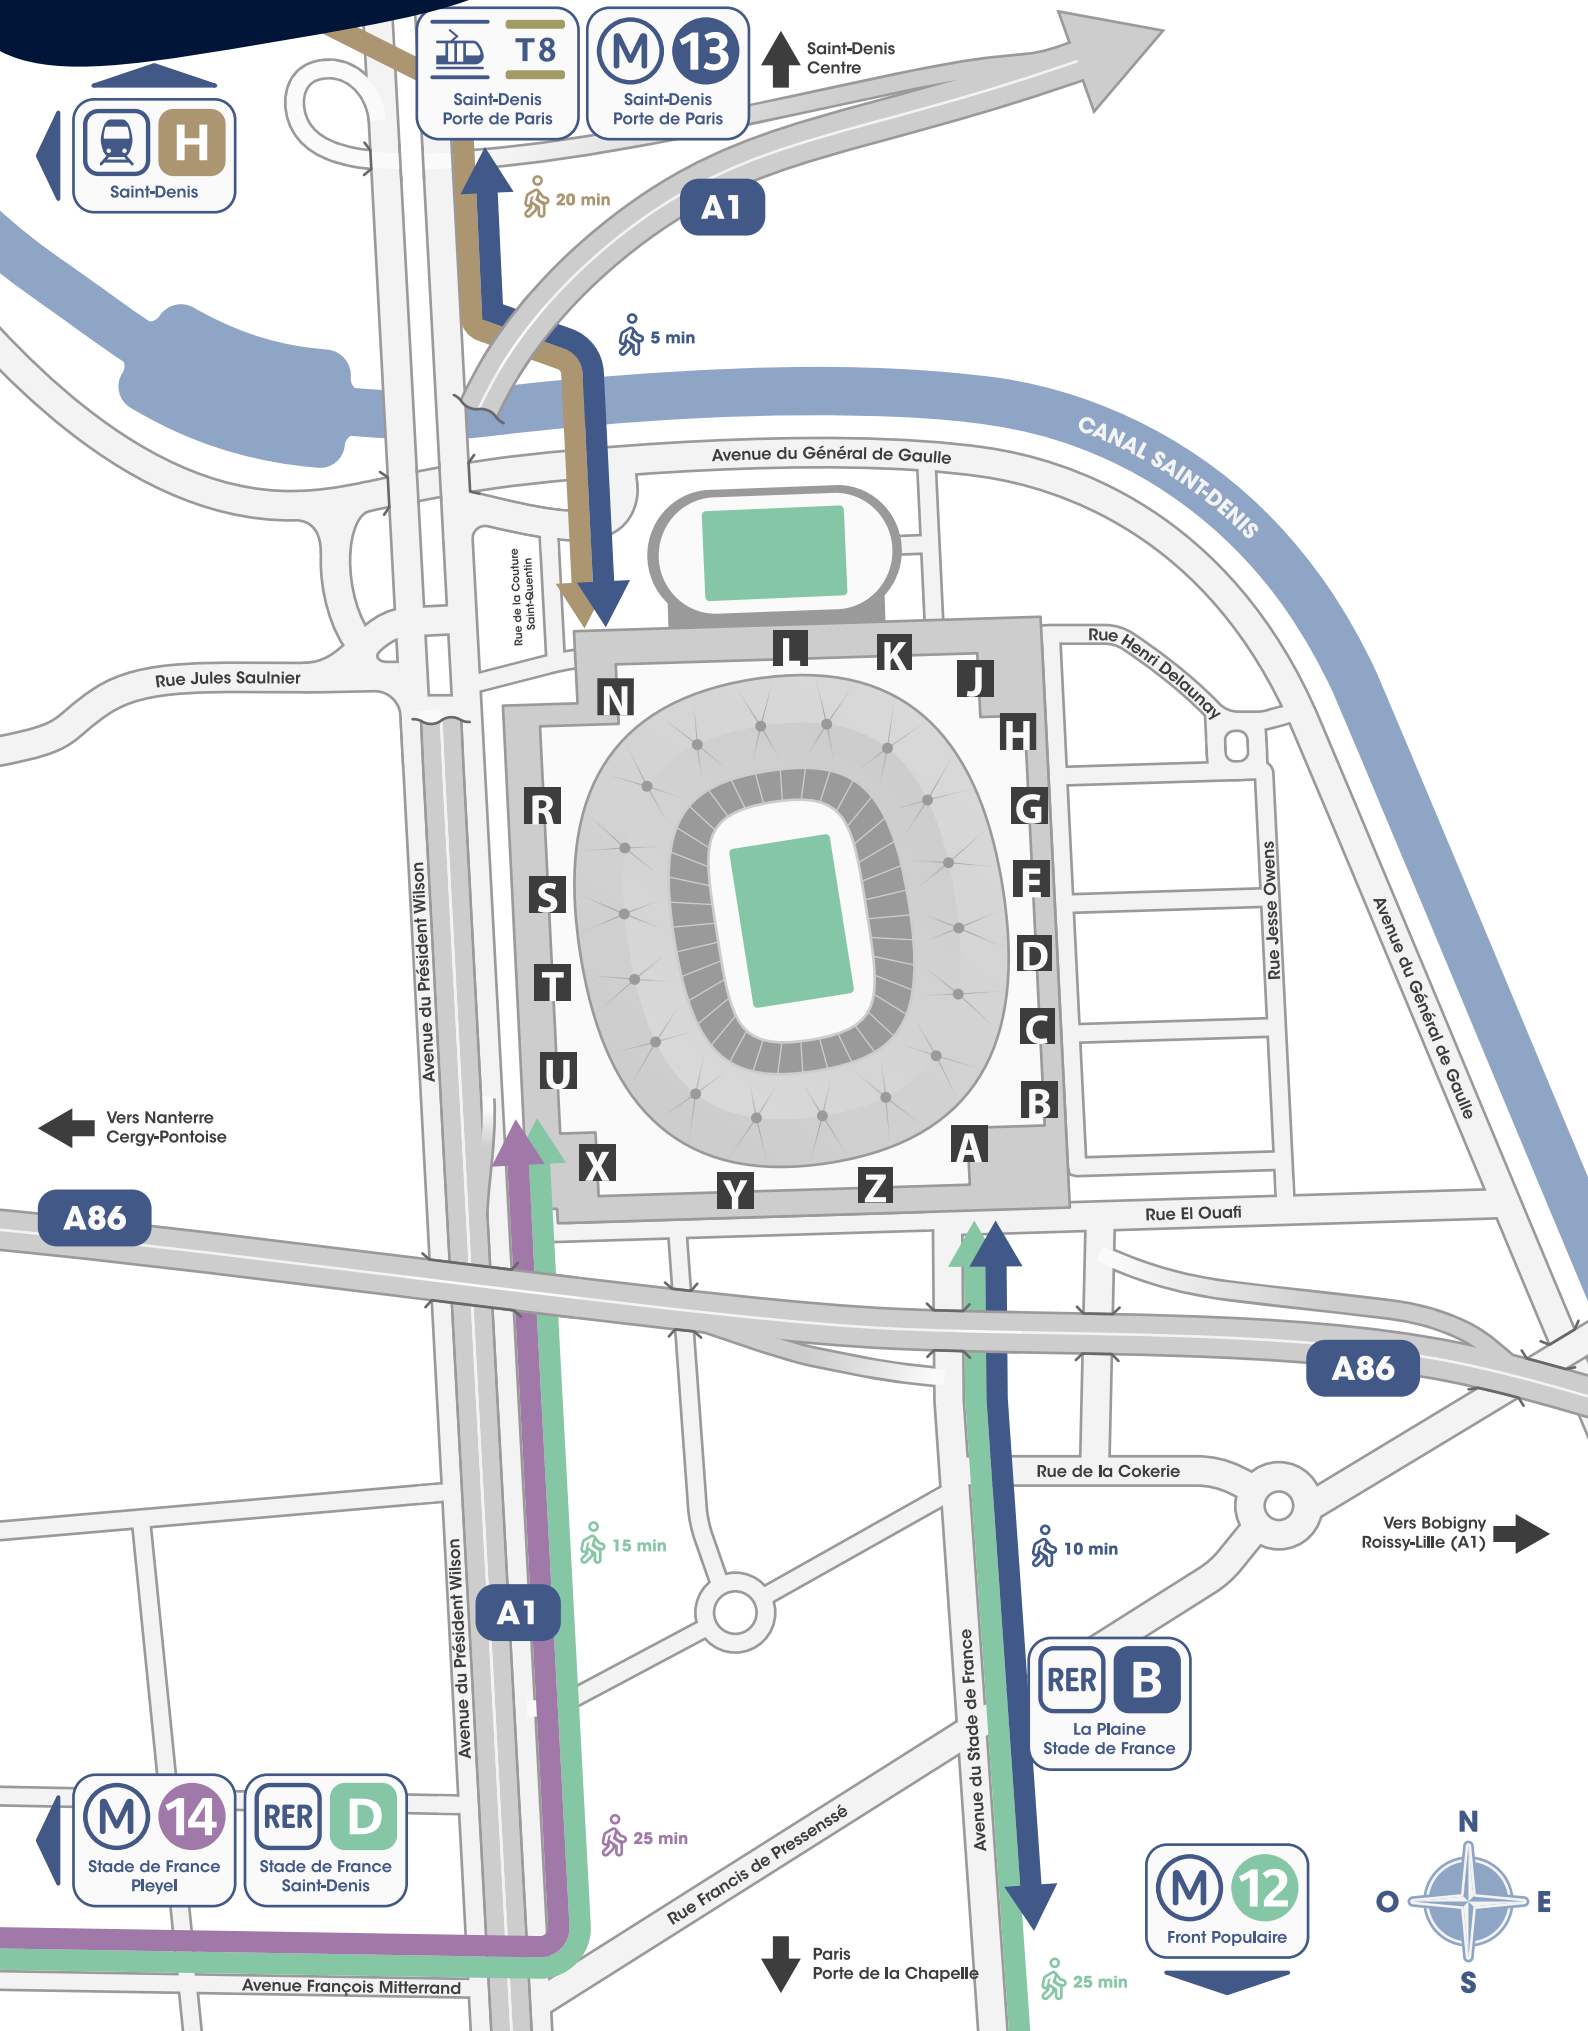 T8
Saint-Denis
Porte de Paris
M 13
Saint-Denis
Porte de Paris
Saint-Denis
Centre
H
Saint-Denis
20 min
A1
5 min
CANAL SAINT-DENIS
Avenue du Général de Gaulle
Rue de la Couture
Saint-Quentin
Rue Henri Delaunay
Rue Jules Saulnier
L
K
J
N
H
R
G
S
E
T
D
U
C
B
X
A
Y
Z
Avenue du Président Wilson
Rue Jesse Owens
Avenue du Général de Gaulle
Vers Nanterre
Cergy-Pontoise
A86
Rue El Ouafi
A86
Rue de la Cokerie
Vers Bobigny
Roissy-Lille (A1)
15 min
10 min
A1
Avenue du Président Wilson
Avenue du Stade de France
RER B
La Plaine
Stade de France
M 14
Stade de France
Pleyel
RER D
Stade de France
Saint-Denis
25 min
Rue Francis de Pressenssé
M 12
Front Populaire
N
O
E
S
Paris
Porte de la Chapelle
25 min
Avenue François Mitterrand